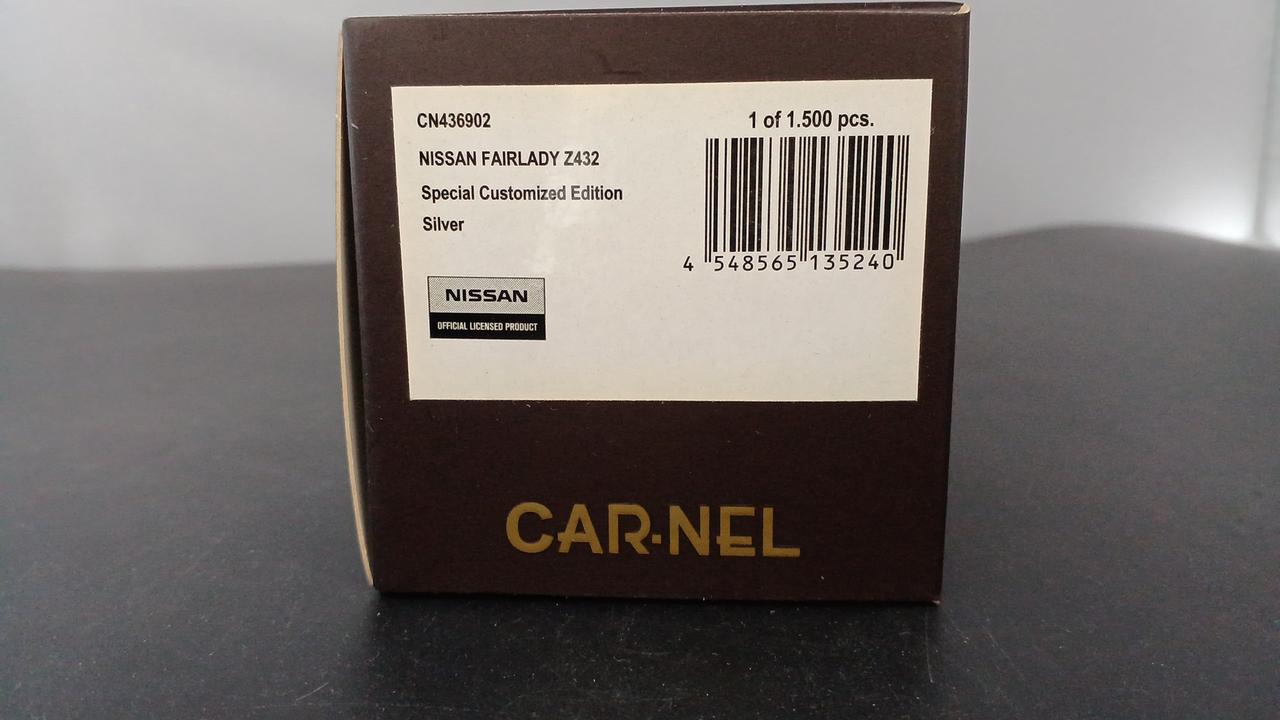 CN436902
1 of 1.500 pcs.
NISSAN FAIRLADY Z432
Special Customized Edition
Silver
4 548565 135240
NISSAN
OFFICIAL LICENSED PRODUCT
CAR·NEL